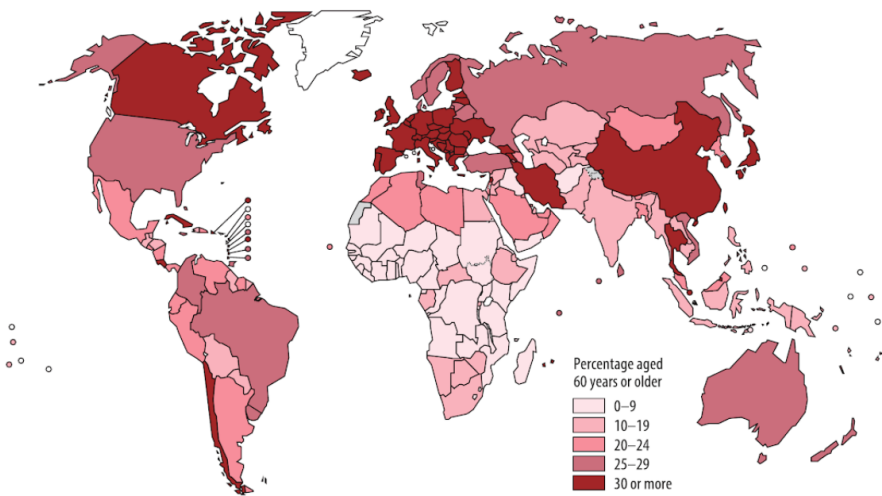 Percentage aged
60 years or older
0–9
10–19
20–24
25–29
30 or more